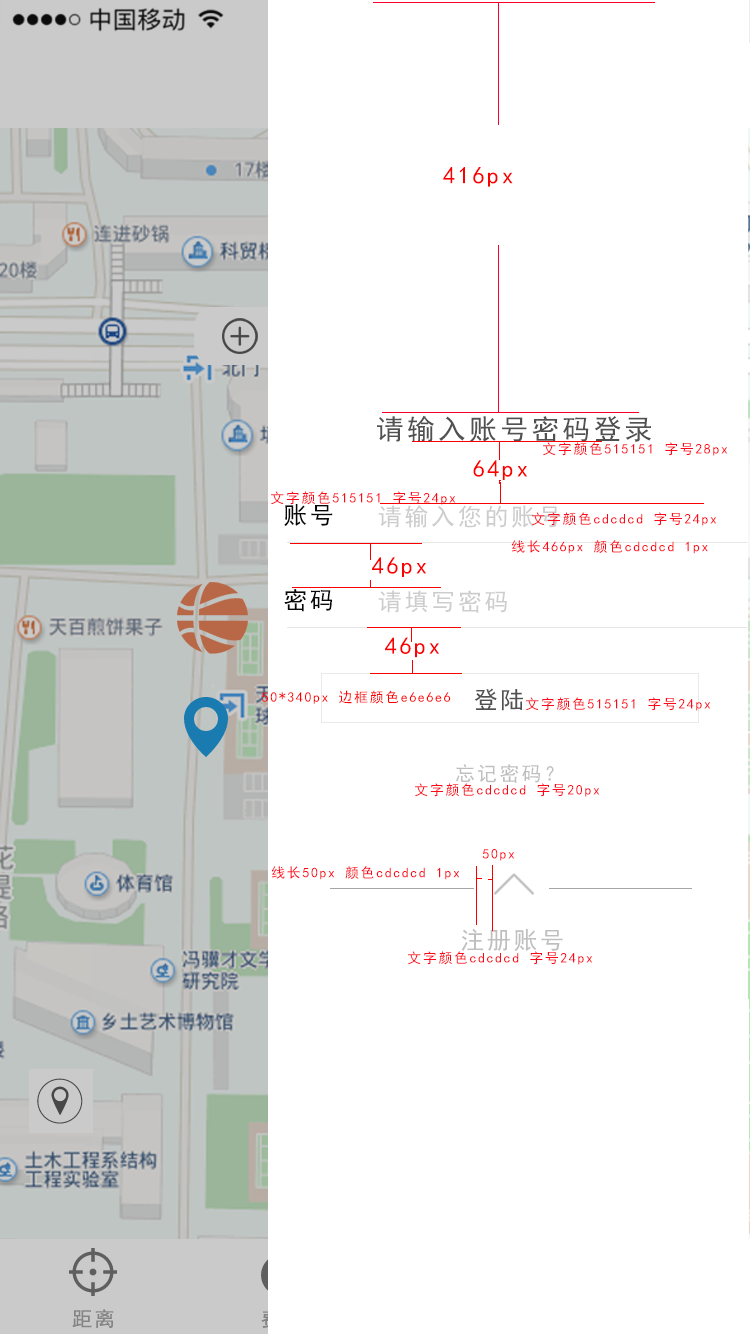 中国移动
17楼
连进砂锅
科贸楼
20楼
北门
天百煎饼果子
体育馆
冯骥才文学
研究院
乡土艺术博物馆
土木工程系结构
工程实验室
距离
416px
请输入账号密码登录
文字颜色515151 字号28px
64px
文字颜色515151 字号24px
账号
请输入您的账号
文字颜色cdcdcd 字号24px
线长466px 颜色cdcdcd 1px
46px
密码
请填写密码
46px
50*340px 边框颜色e6e6e6
登陆
文字颜色515151 字号24px
忘记密码?
文字颜色cdcdcd 字号20px
50px
线长50px 颜色cdcdcd 1px
注册账号
文字颜色cdcdcd 字号24px